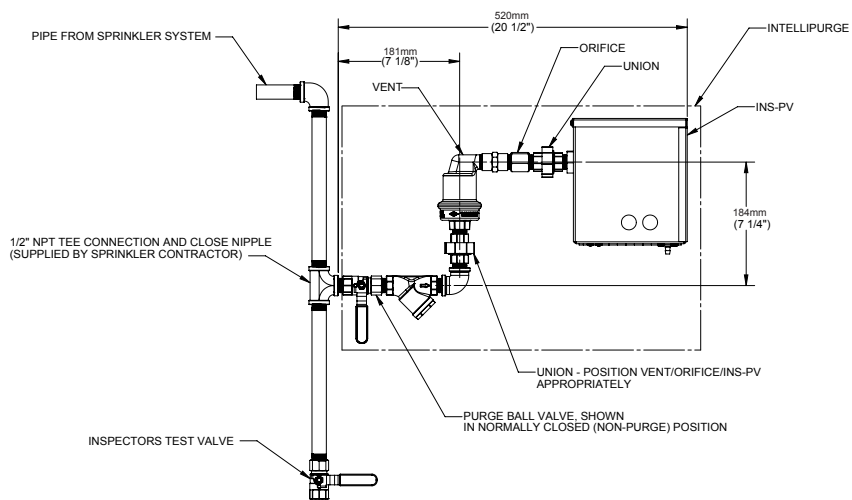 520mm
(20 1/2")
INTELLIPURGE
PIPE FROM SPRINKLER SYSTEM
181mm
(7 1/8")
ORIFICE
UNION
VENT
INS-PV
184mm
(7 1/4")
1/2" NPT TEE CONNECTION AND CLOSE NIPPLE
(SUPPLIED BY SPRINKLER CONTRACTOR)
UNION - POSITION VENT/ORIFICE/INS-PV
APPROPRIATELY
PURGE BALL VALVE, SHOWN
IN NORMALLY CLOSED (NON-PURGE) POSITION
INSPECTORS TEST VALVE